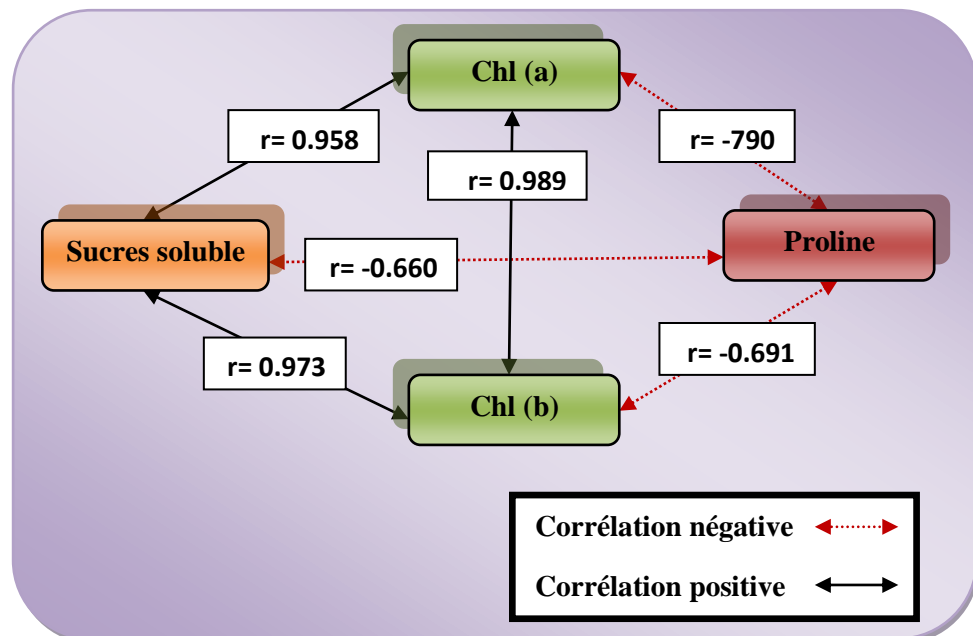 Chl (a)
r= 0.958
r= -790
r= 0.989
Sucres soluble
Proline
r= -0.660
r= 0.973
r= -0.691
Chl (b)
Corrélation négative
Corrélation positive